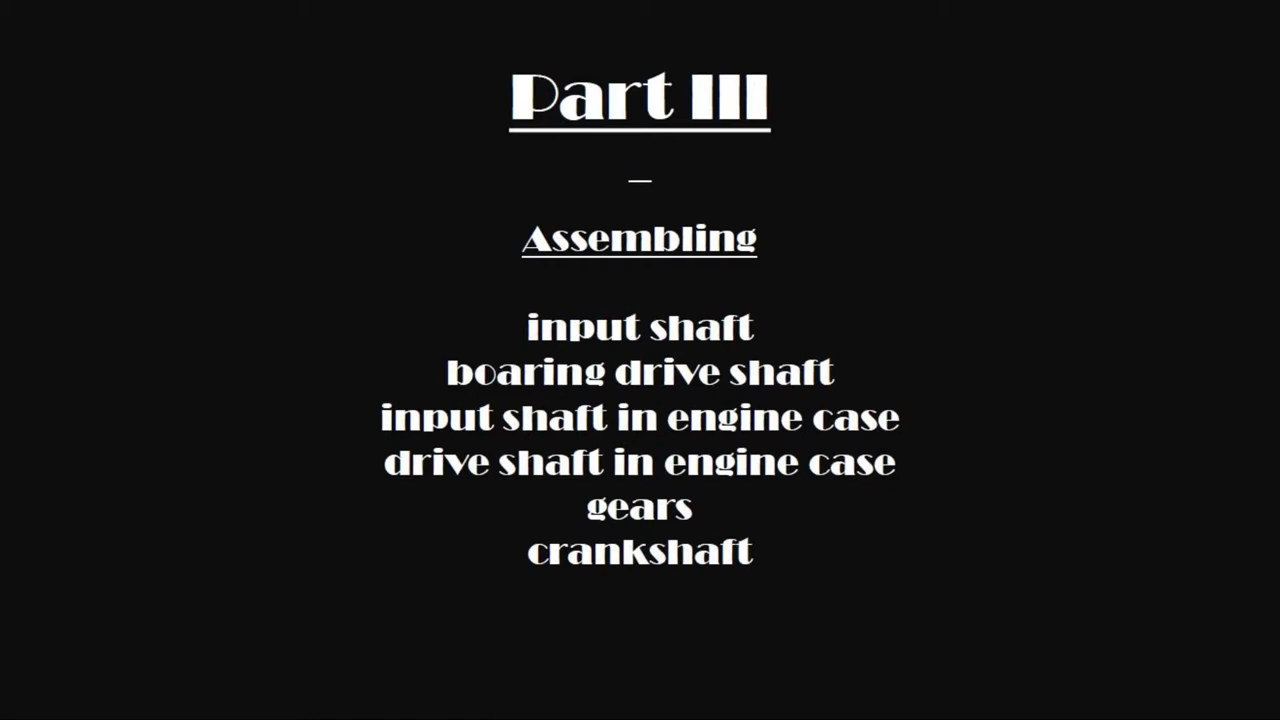 Part III
–
Assembling
input shaft
boaring drive shaft
input shaft in engine case
drive shaft in engine case
gears
crankshaft